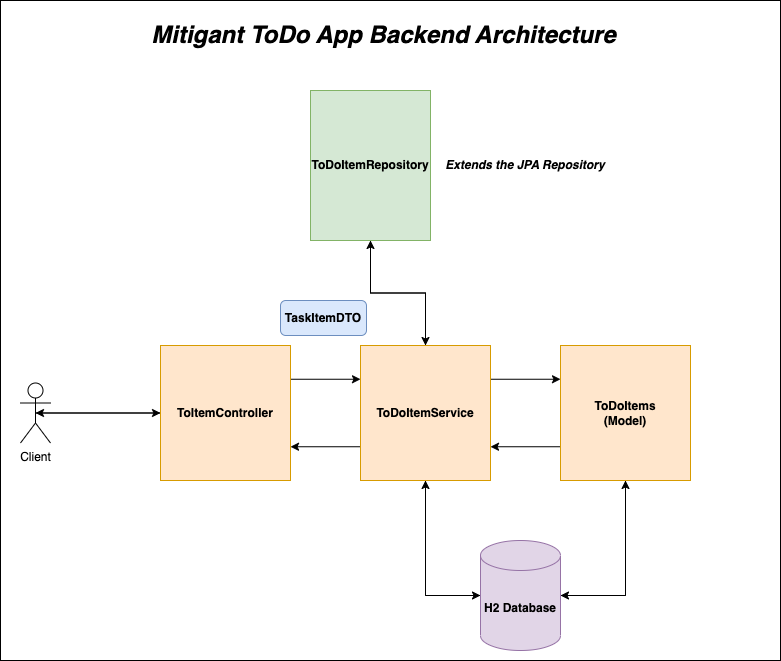 Mitigant ToDo App Backend Architecture
ToDoItemRepository
Extends the JPA Repository
TaskItemDTO
ToItemController
ToDoItemService
ToDoItems
(Model)
Client
H2 Database